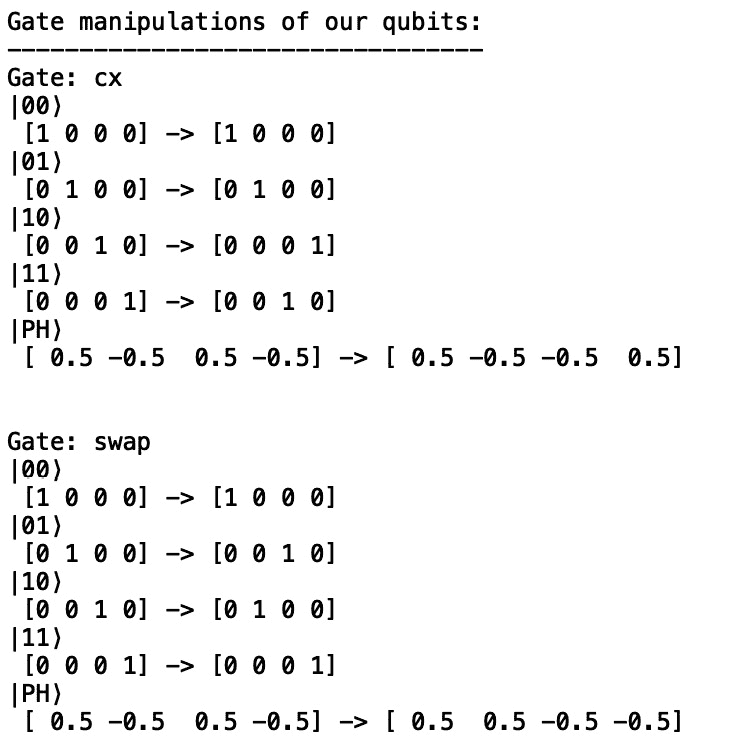 Gate manipulations of our qubits:
---------------------------------
Gate: cx
|00⟩
 [1 0 0 0] -> [1 0 0 0]
|01⟩
 [0 1 0 0] -> [0 1 0 0]
|10⟩
 [0 0 1 0] -> [0 0 0 1]
|11⟩
 [0 0 0 1] -> [0 0 1 0]
|PH⟩
 [ 0.5 -0.5  0.5 -0.5] -> [ 0.5 -0.5 -0.5  0.5]
Gate: swap
|00⟩
 [1 0 0 0] -> [1 0 0 0]
|01⟩
 [0 1 0 0] -> [0 0 1 0]
|10⟩
 [0 0 1 0] -> [0 1 0 0]
|11⟩
 [0 0 0 1] -> [0 0 0 1]
|PH⟩
 [ 0.5 -0.5  0.5 -0.5] -> [ 0.5  0.5 -0.5 -0.5]